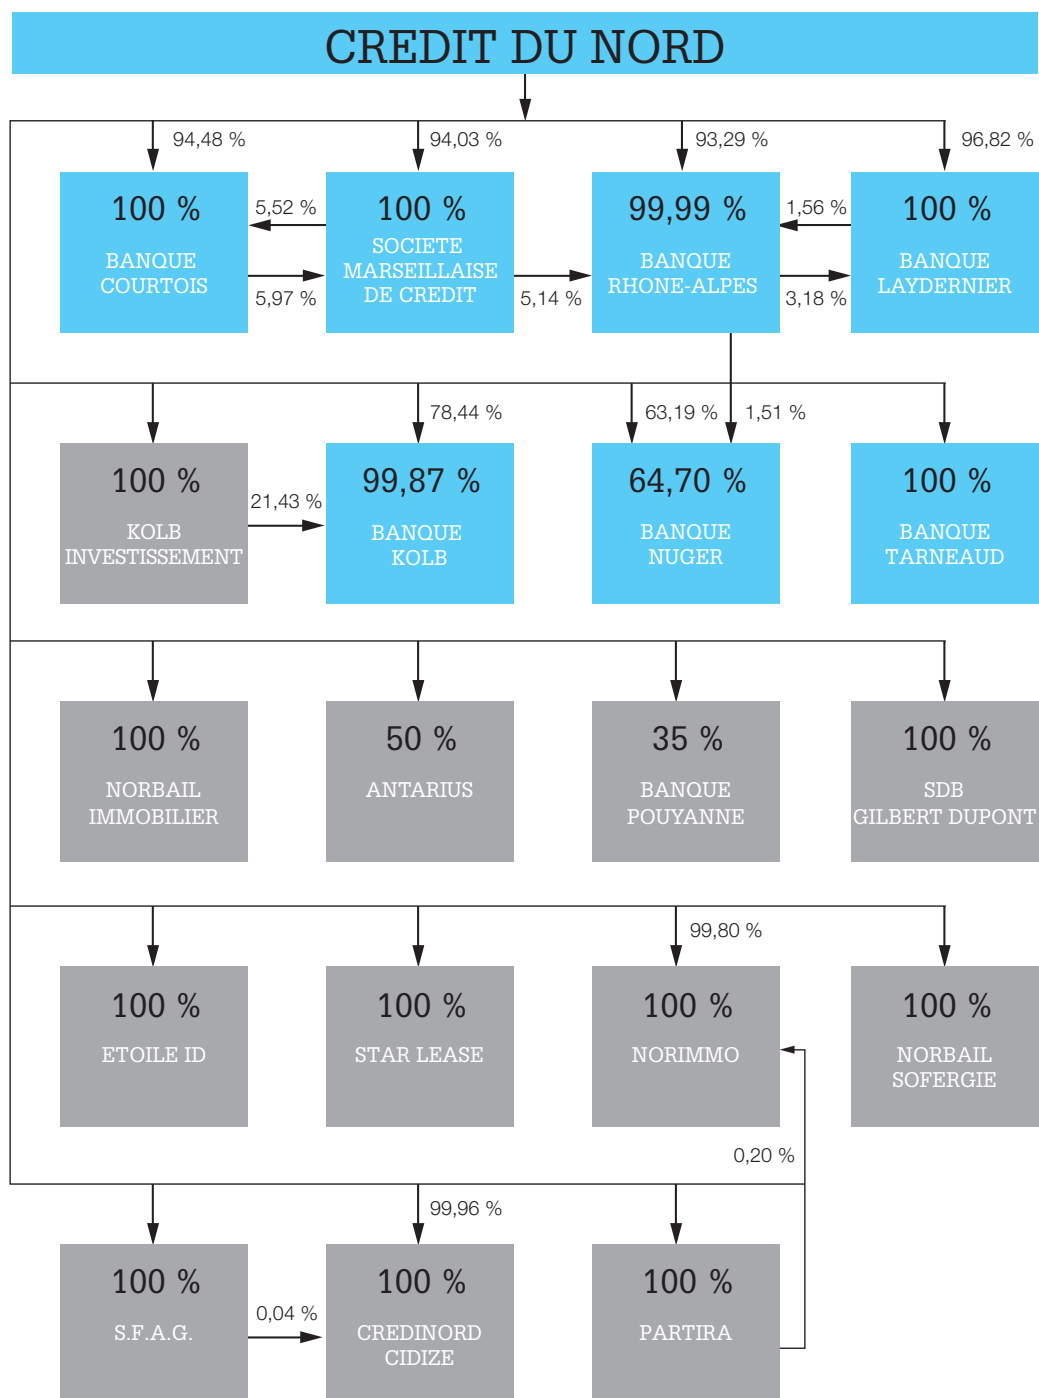 CREDIT DU NORD
94,48 %
94,03 %
93,29 %
96,82 %
100 %
BANQUE
COURTOIS
5,52 %
5,97 %
100 %
SOCIETE
MARSEILLAISE
DE CREDIT
5,14 %
99,99 %
BANQUE
RHONE-ALPES
1,56 %
3,18 %
100 %
BANQUE
LAYDERNIER
78,44 %
63,19 %
1,51 %
100 %
KOLB
INVESTISSEMENT
21,43 %
99,87 %
BANQUE
KOLB
64,70 %
BANQUE
NUGER
100 %
BANQUE
TARNEAUD
100 %
NORBAIL
IMMOBILIER
50 %
ANTARIUS
35 %
BANQUE
POUYANNE
100 %
SDB
GILBERT DUPONT
99,80 %
100 %
ETOILE ID
100 %
STAR LEASE
100 %
NORIMMO
100 %
NORBAIL
SOFERGIE
0,20 %
99,96 %
100 %
S.F.A.G.
0,04 %
100 %
CREDINORD
CIDIZE
100 %
PARTIRA